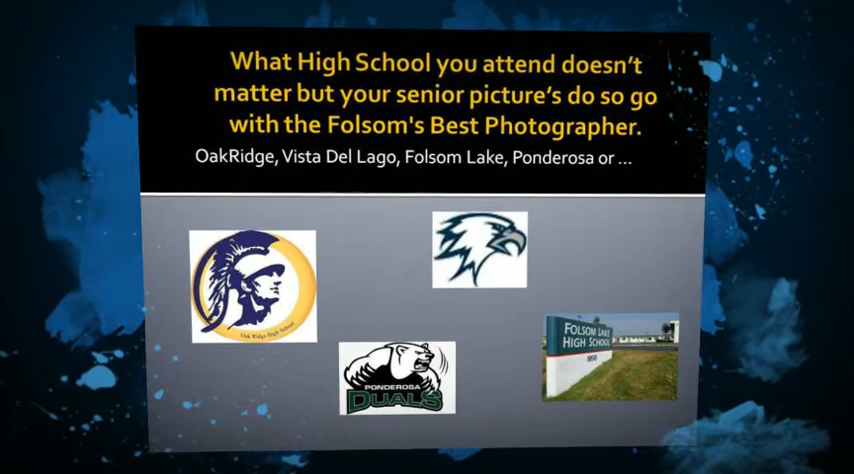 What High School you attend doesn't
matter but your senior picture's do so go
with the Folsom's Best Photographer.
OakRidge, Vista Del Lago, Folsom Lake, Ponderosa or ...
Oak Ridge High School
FOLSOM LAKE
HIGH SCHOOL
PONDEROSA
DUALS